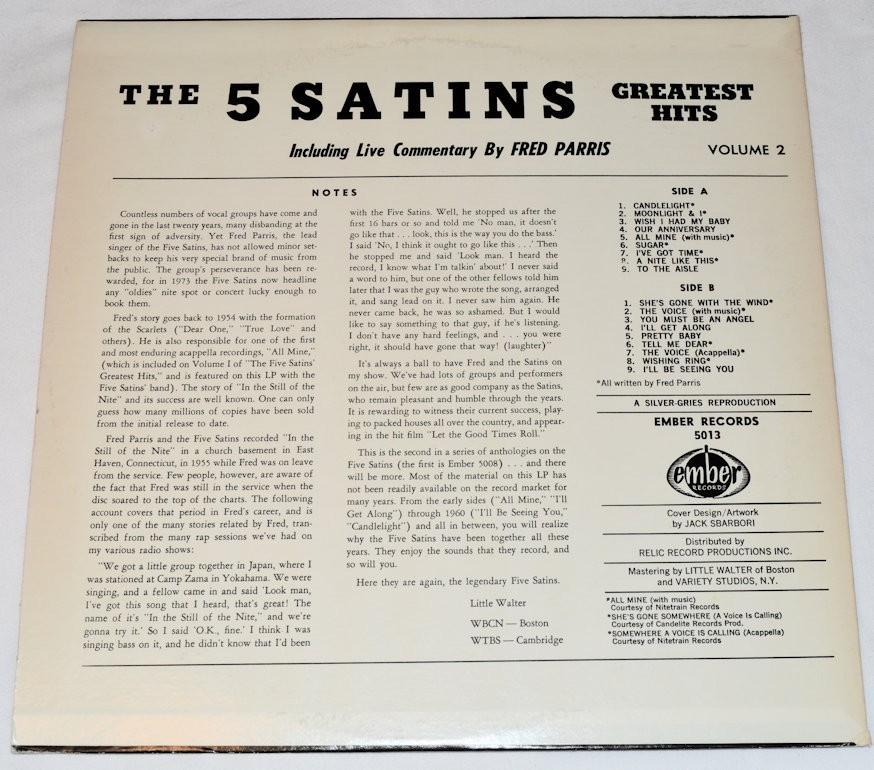 THE 5 SATINS GREATEST HITS
Including Live Commentary By FRED PARRIS
VOLUME 2
NOTES
Countless numbers of vocal groups have come and
gone in the last twenty years, many disbanding at the
first sign of adversity. Yet Fred Parris, the lead
singer of the Five Satins, has not allowed minor set-
backs to keep his very special brand of music from
the public. The group's perseverance has been re-
warded, for in 1973 the Five Satins now headline
any "oldies" nite spot or concert lucky enough to
book them.
Fred's story goes back to 1954 with the formation
of the Scarlets ("Dear One," "True Love" and
others). He is also responsible for one of the first
and most enduring acappella recordings, "All Mine,"
(which is included on Volume I of "The Five Satins'
Greatest Hits," and is featured on this LP with the
Five Satins' band). The story of "In the Still of the
Nite" and its success are well known. One can only
guess how many millions of copies have been sold
from the initial release to date.
Fred Parris and the Five Satins recorded "In the
Still of the Nite" in a church basement in East
Haven, Connecticut, in 1955 while Fred was on leave
from the service. Few people, however, are aware of
the fact that Fred was still in the service when the
disc soared to the top of the charts. The following
account covers that period in Fred's career, and is
only one of the many stories related by Fred, tran-
scribed from the many rap sessions we've had on
my various radio shows:
"We got a little group together in Japan, where I
was stationed at Camp Zama in Yokahama. We were
singing, and a fellow came in and said 'Look man,
I've got this song that I heard, that's great! The
name of it's "In the Still of the Nite," and we're
gonna try it.' So I said 'O.K., fine.' I think I was
singing bass on it, and he didn't know that I'd been
with the Five Satins. Well, he stopped us after the
first 16 bars or so and told me 'No man, it doesn't
go like that . . . look, this is the way you do the bass.'
I said 'No, I think it ought to go like this . . .' Then
he stopped me and said 'Look man. I heard the
record, I know what I'm talkin' about!' I never said
a word to him, but one of the other fellows told him
later that I was the guy who wrote the song, arranged
it, and sang lead on it. I never saw him again. He
never came back, he was so ashamed. But I would
like to say something to that guy, if he's listening.
I don't have any hard feelings, and . . . you were
right, it should have gone that way! (laughter)"
It's always a ball to have Fred and the Satins on
my show. We've had lots of groups and performers
on the air, but few are as good company as the Satins,
who remain pleasant and humble through the years.
It is rewarding to witness their current success, play-
ing to packed houses all over the country, and appear-
ing in the hit film "Let the Good Times Roll."
This is the second in a series of anthologies on the
Five Satins (the first is Ember 5008) . . . and there
will be more. Most of the material on this LP has
not been readily available on the record market for
many years. From the early sides ("All Mine," "I'll
Get Along") through 1960 ("I'll Be Seeing You,"
"Candlelight") and all in between, you will realize
why the Five Satins have been together all these
years. They enjoy the sounds that they record, and
so will you.
Here they are again, the legendary Five Satins.
Little Walter
WBCN — Boston
WTBS — Cambridge
SIDE A
1. CANDLELIGHT*
2. MOONLIGHT & I*
3. WISH I HAD MY BABY
4. OUR ANNIVERSARY
5. ALL MINE (with music)*
6. SUGAR*
7. I'VE GOT TIME*
8. A NITE LIKE THIS*
9. TO THE AISLE
SIDE B
1. SHE'S GONE WITH THE WIND*
2. THE VOICE (with music)*
3. YOU MUST BE AN ANGEL
4. I'LL GET ALONG
5. PRETTY BABY
6. TELL ME DEAR*
7. THE VOICE (Acappella)*
8. WISHING RING*
9. I'LL BE SEEING YOU
*All written by Fred Parris
A SILVER-GRIES REPRODUCTION
EMBER RECORDS
5013
ember
RECORDS
Cover Design/Artwork
by JACK SBARBORI
Distributed by
RELIC RECORD PRODUCTIONS INC.
Mastering by LITTLE WALTER of Boston
and VARIETY STUDIOS, N.Y.
*ALL MINE (with music)
Courtesy of Nitetrain Records
*SHE'S GONE SOMEWHERE (A Voice Is Calling)
Courtesy of Candelite Records Prod.
*SOMEWHERE A VOICE IS CALLING (Acappella)
Courtesy of Nitetrain Records